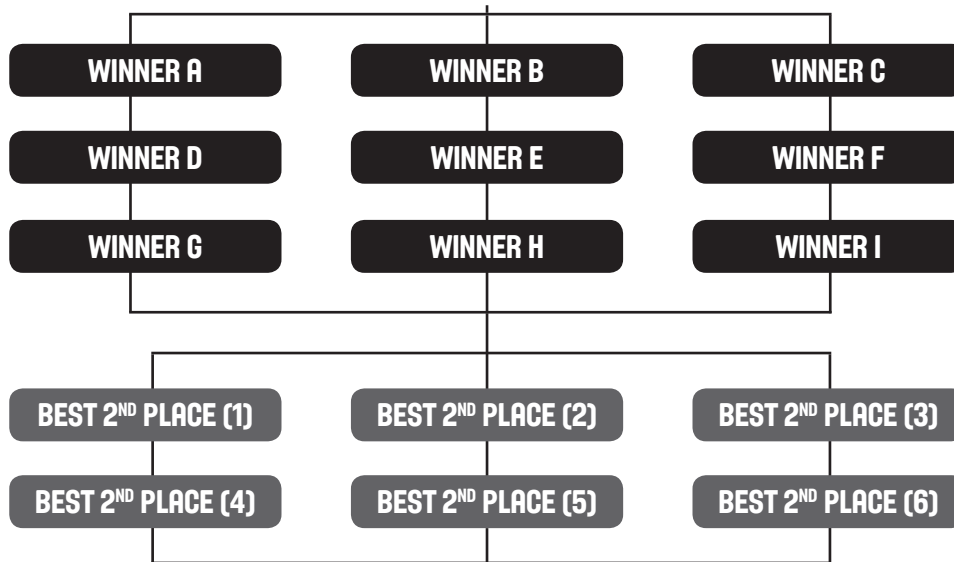 WINNER A
WINNER B
WINNER C
WINNER D
WINNER E
WINNER F
WINNER G
WINNER H
WINNER I
BEST 2ND PLACE (1)
BEST 2ND PLACE (2)
BEST 2ND PLACE (3)
BEST 2ND PLACE (4)
BEST 2ND PLACE (5)
BEST 2ND PLACE (6)